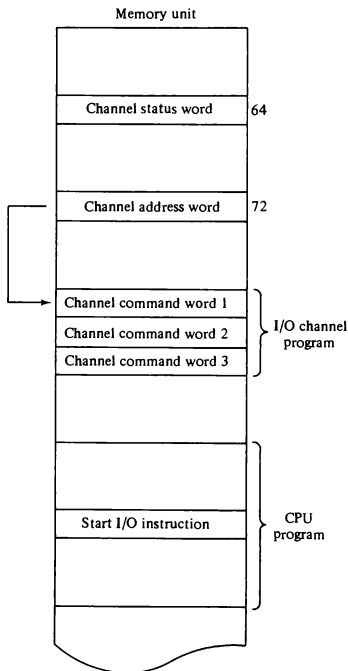 Memory unit
Channel status word 64
Channel address word 72
Channel command word 1
Channel command word 2
Channel command word 3
I/O channel
program
Start I/O instruction
CPU
program